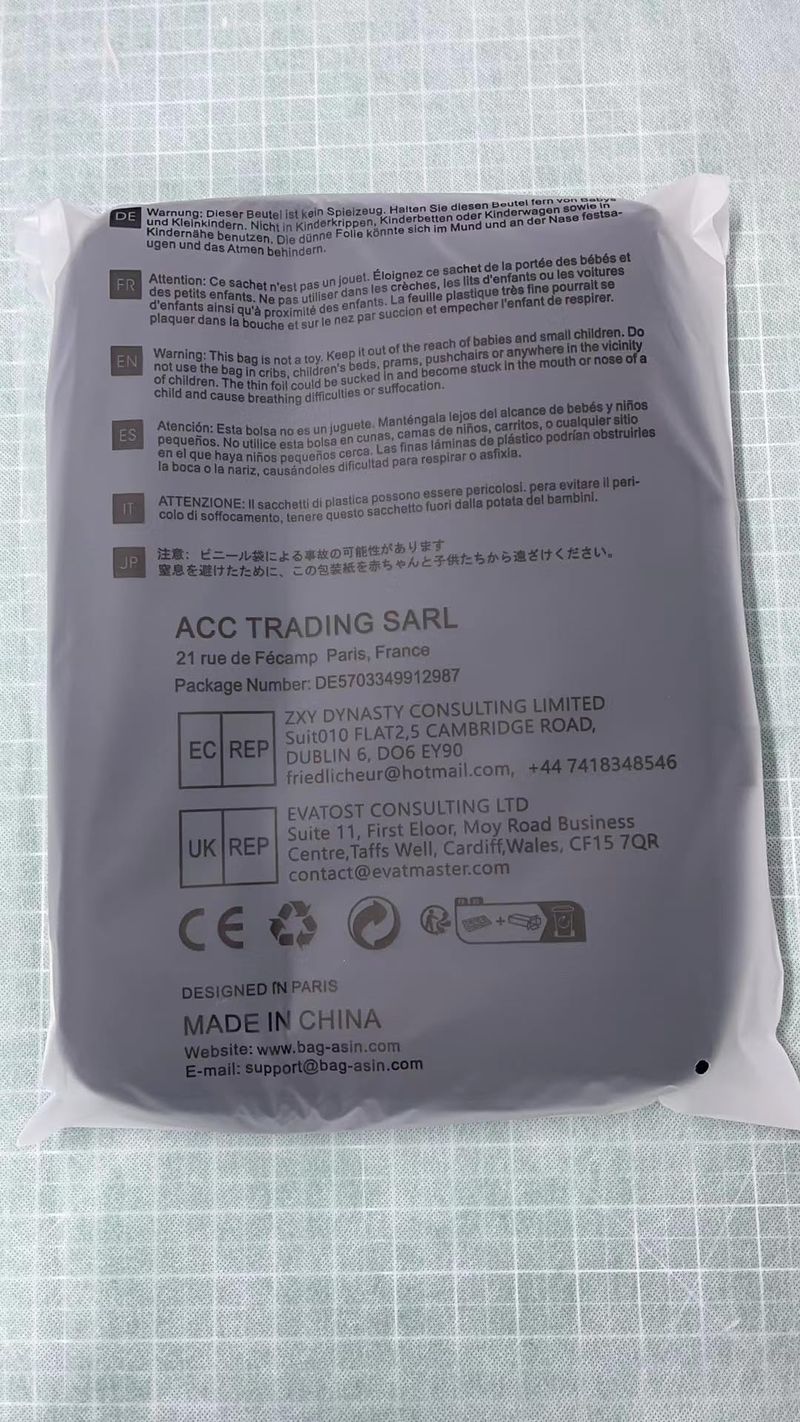 DE
Warnung: Dieser Beutel ist kein Spielzeug. Halten Sie diesen Beutel fern von Babys
und Kleinkindern. Nicht in Kinderkrippen, Kinderbetten oder Kinderwagen sowie in
Kindernähe benutzen. Die dünne Folie könnte sich im Mund und an der Nase festsa-
ugen und das Atmen behindern.
FR
Attention: Ce sachet n'est pas un jouet. Éloignez ce sachet de la portée des bébés et
des petits enfants. Ne pas utiliser dans les crèches, les lits d'enfants ou les voitures
d'enfants ainsi qu'à proximité des enfants. La feuille plastique très fine pourrait se
plaquer dans la bouche et sur le nez par succion et empecher l'enfant de respirer.
EN
Warning: This bag is not a toy. Keep it out of the reach of babies and small children. Do
not use the bag in cribs, children's beds, prams, pushchairs or anywhere in the vicinity
of children. The thin foil could be sucked in and become stuck in the mouth or nose of a
child and cause breathing difficulties or suffocation.
ES
Atención: Esta bolsa no es un juguete. Manténgala lejos del alcance de bebés y niños
pequeños. No utilice esta bolsa en cunas, camas de niños, carritos, o cualquier sitio
en el que haya niños pequeños cerca. Las finas láminas de plástico podrían obstruirles
la boca o la nariz, causándoles dificultad para respirar o asfixia.
IT
ATTENZIONE: Il sacchetti di plastica possono essere pericolosi. pera evitare il peri-
colo di soffocamento, tenere questo sacchetto fuori dalla potata del bambini.
JP
注意: ビニール袋による事故の可能性があります
窒息を避けたために、この包装紙を赤ちゃんと子供たちから遠ざけください。
ACC TRADING SARL
21 rue de Fécamp Paris, France
Package Number: DE5703349912987
EC REP
ZXY DYNASTY CONSULTING LIMITED
Suit010 FLAT2,5 CAMBRIDGE ROAD,
DUBLIN 6, DO6 EY90
friedlicheur@hotmail.com, +44 7418348546
UK REP
EVATOST CONSULTING LTD
Suite 11, First Eloor, Moy Road Business
Centre,Taffs Well, Cardiff,Wales, CF15 7QR
contact@evatmaster.com
CE
DESIGNED IN PARIS
MADE IN CHINA
Website: www.bag-asin.com
E-mail: support@bag-asin.com